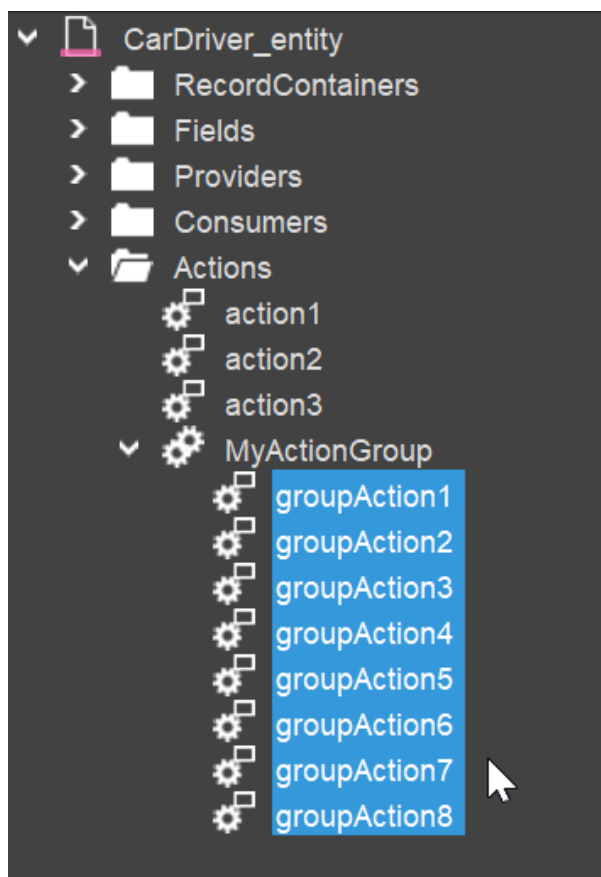 CarDriver_entity
RecordContainers
Fields
Providers
Consumers
Actions
action1
action2
action3
MyActionGroup
groupAction1
groupAction2
groupAction3
groupAction4
groupAction5
groupAction6
groupAction7
groupAction8